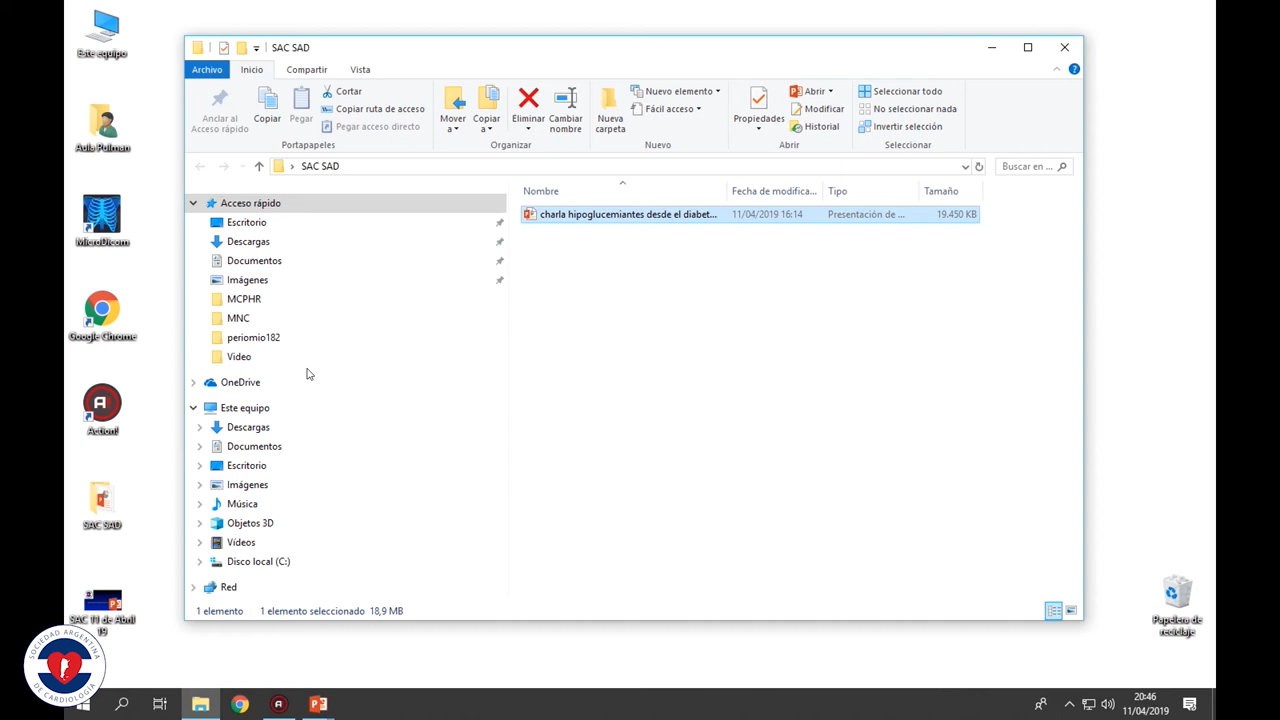 SAC SAD
Archivo Inicio Compartir Vista
Anclar al Acceso rápido
Copiar
Pegar
Cortar
Copiar ruta de acceso
Pegar acceso directo
Portapapeles
Mover a
Copiar a
Eliminar
Cambiar nombre
Organizar
Nueva carpeta
Nuevo elemento
Fácil acceso
Nuevo
Propiedades
Abrir
Modificar
Historial
Abrir
Seleccionar todo
No seleccionar nada
Invertir selección
Seleccionar
SAC SAD
Buscar en ...
Nombre Fecha de modifica... Tipo Tamaño
charla hipoglucemiantes desde el diabet... 11/04/2019 16:14 Presentación de ... 19.450 KB
Acceso rápido
Escritorio
Descargas
Documentos
Imágenes
MCPHR
MNC
periomio182
Video
OneDrive
Este equipo
Descargas
Documentos
Escritorio
Imágenes
Música
Objetos 3D
Vídeos
Disco local (C:)
Red
1 elemento 1 elemento seleccionado 18,9 MB
Este equipo
Aula Pulman
MicroDicom
Google Chrome
Action!
SAC SAD
SAC 11 de Abril
19
Papelera de
reciclaje
SOCIEDAD ARGENTINA
DE CARDIOLOGÍA
20:46
11/04/2019